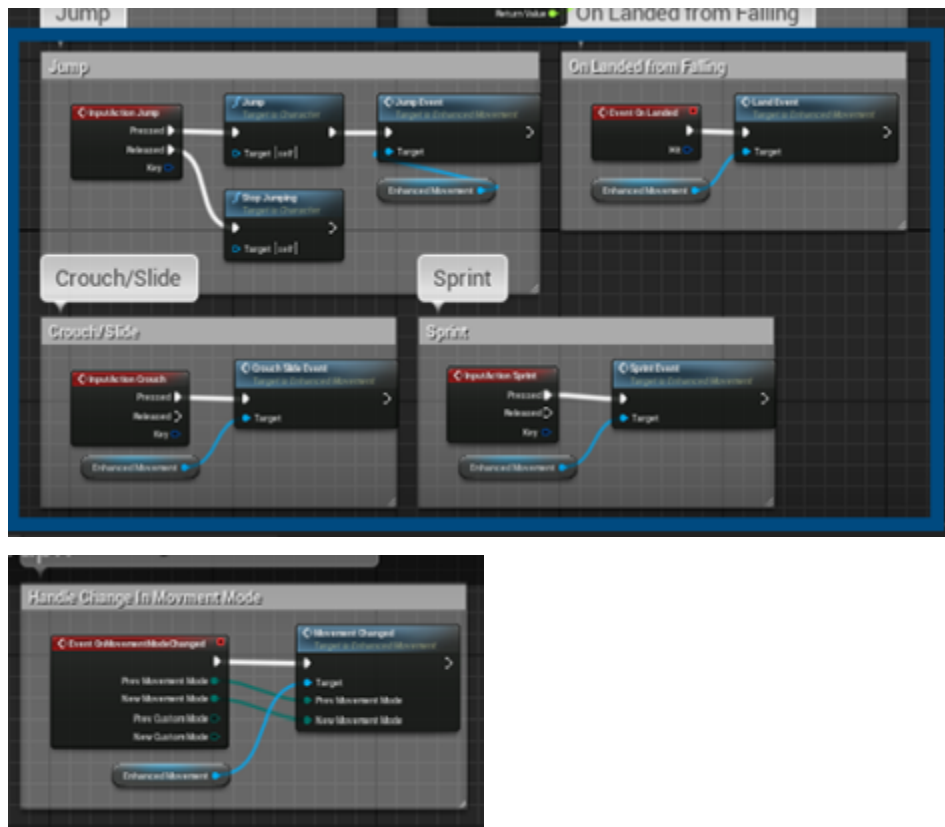 Jump
Return Value
On Landed from Falling
Jump
InputAction Jump
Pressed
Released
Key
Jump
Target is Character
Target [self]
Jump Event
Target is Enhanced Movement
Target
Enhanced Movement
Stop Jumping
Target is Character
Target [self]
On Landed from Falling
Event On Landed
Hit
Land Event
Target is Enhanced Movement
Target
Enhanced Movement
Crouch/Slide
Crouch/Slide
InputAction Crouch
Pressed
Released
Key
Crouch Slide Event
Target is Enhanced Movement
Target
Enhanced Movement
Sprint
Sprint
InputAction Sprint
Pressed
Released
Key
Sprint Event
Target is Enhanced Movement
Target
Enhanced Movement
Handle Change In Movment Mode
Event OnMovementModeChanged
Prev Movement Mode
New Movement Mode
Prev Custom Mode
New Custom Mode
Movement Changed
Target is Enhanced Movement
Target
Prev Movement Mode
New Movement Mode
Enhanced Movement